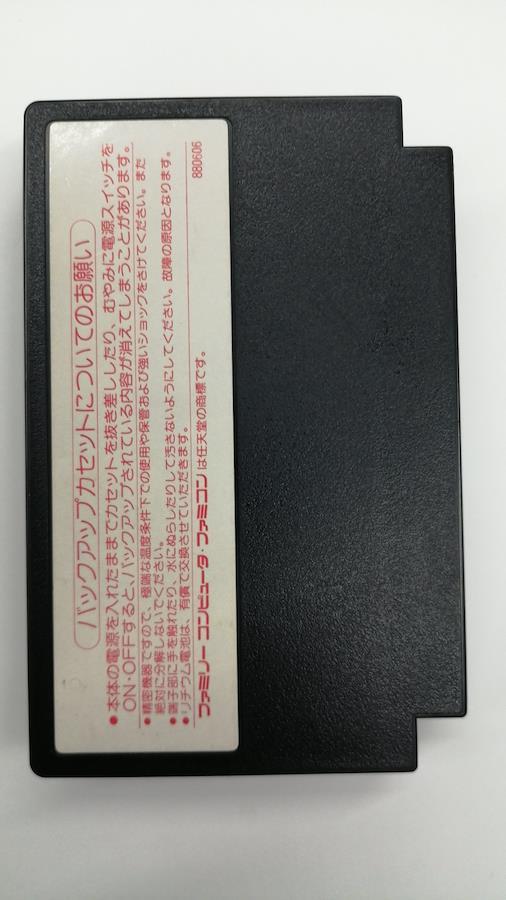 バックアップカセットについてのお願い
●本体の電源を入れたままでカセットを抜き差ししたり、むやみに電源スイッチを
ON・OFFすると、バックアップされている内容が消えてしまうことがあります。
●精密機器ですので、極端な温度条件下での使用や保管および強いショックをさけてください。また
絶対に分解しないでください。
●端子部に手を触れたり、水にぬらしたりして汚さないようにしてください。故障の原因となります。
●リチウム電池は、有償で交換させていただきます。
ファミリー コンピュータ・ファミコン は任天堂の商標です。
880606